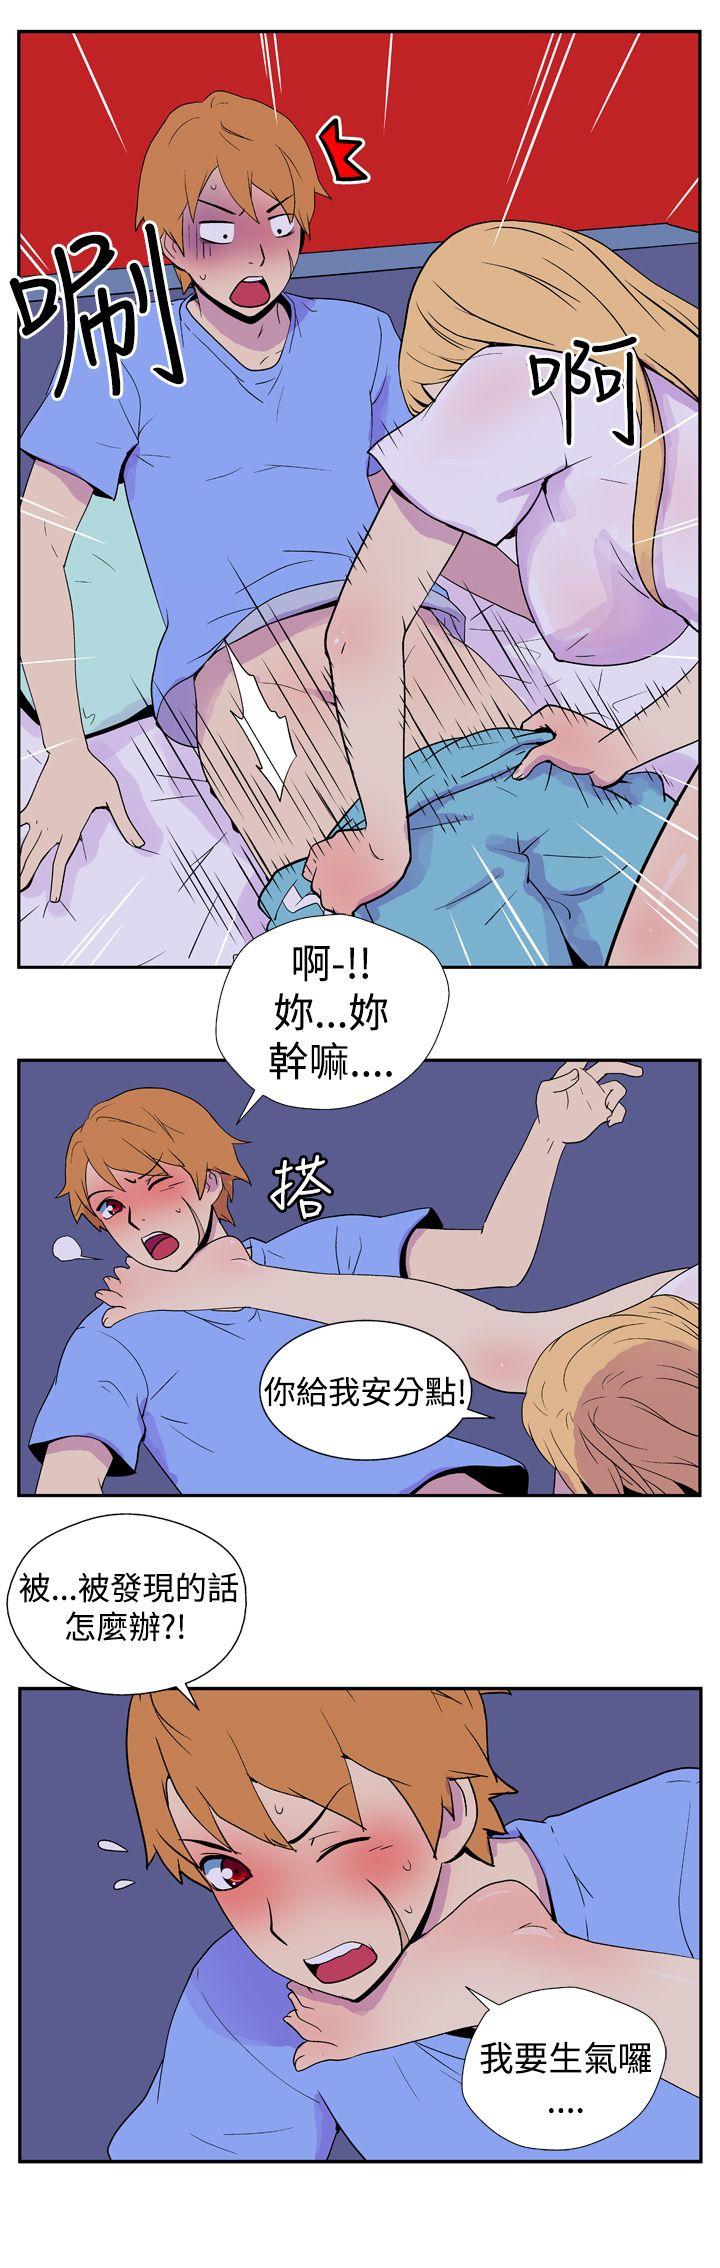 唰
啊
啊-!!
妳...妳
幹嘛....
搭
你給我安分點!
被...被發現的話
怎麼辦?!
我要生氣囉
....